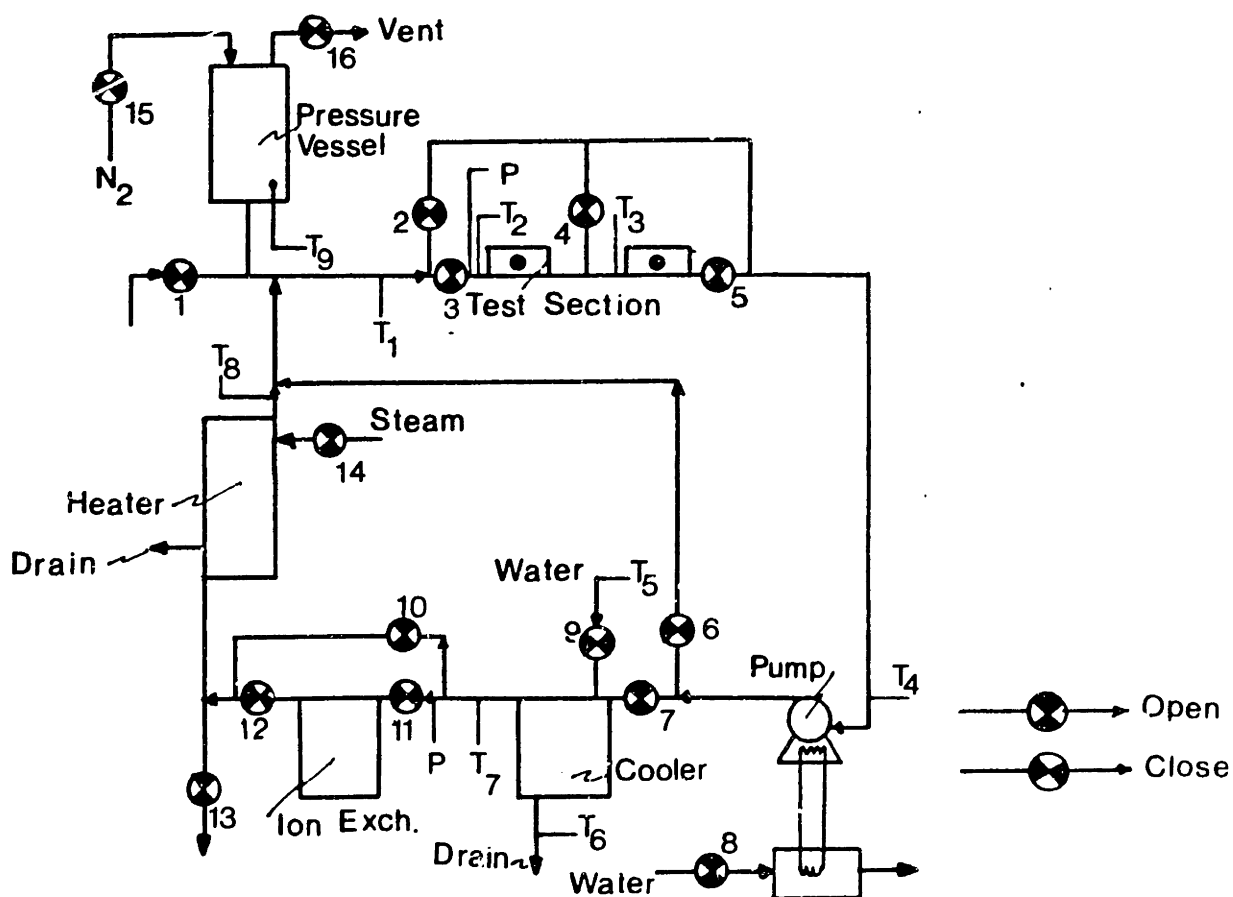 Vent
16
15
N2
Pressure
Vessel
P
T2
T3
2
4
T9
1
3
Test Section
5
T1
T8
Steam
14
Heater
Drain
Water
T5
10
9
6
Pump
T4
Open
12
11
P
T7
7
Cooler
Close
13
Ion Exch.
T6
Drain
8
Water